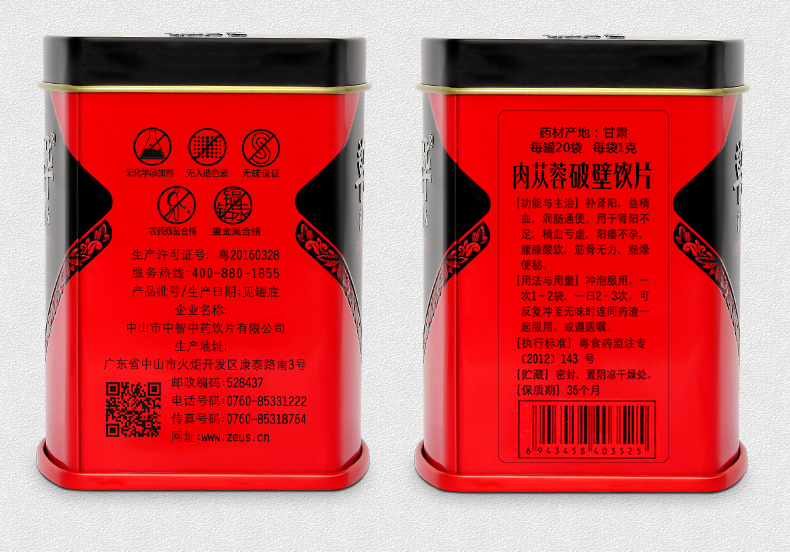 无化学添加剂
无人造色素
无硫保证
农药残留合格
重金属合格
生产许可证号: 粤20160328
服务热线:400-880-1855
产品批号/生产日期:见罐底
企业名称:
中山市中智中药饮片有限公司
生产地址:
广东省中山市火炬开发区康泰路南3号
邮政编码:528437
电话号码:0760-85331222
传真号码:0760-85318764
网址:www.zeus.cn
药材产地:甘肃
每罐20袋 每袋1克
肉苁蓉破壁饮片
[功能与主治] 补肾阳，益精
血，润肠通便。用于肾阳不
足，精血亏虚，阳痿不孕，
腰膝酸软，筋骨无力，肠燥
便秘。
[用法与用量] 冲泡服用。一
次1-2袋，一日2-3次。可
反复冲至无味时连同药渣一
起服用。或遵医嘱。
[执行标准] 粤食药监注专
〔2012〕143 号
[贮藏] 密封，置阴凉干燥处。
[保质期] 36个月
6 943458 403525